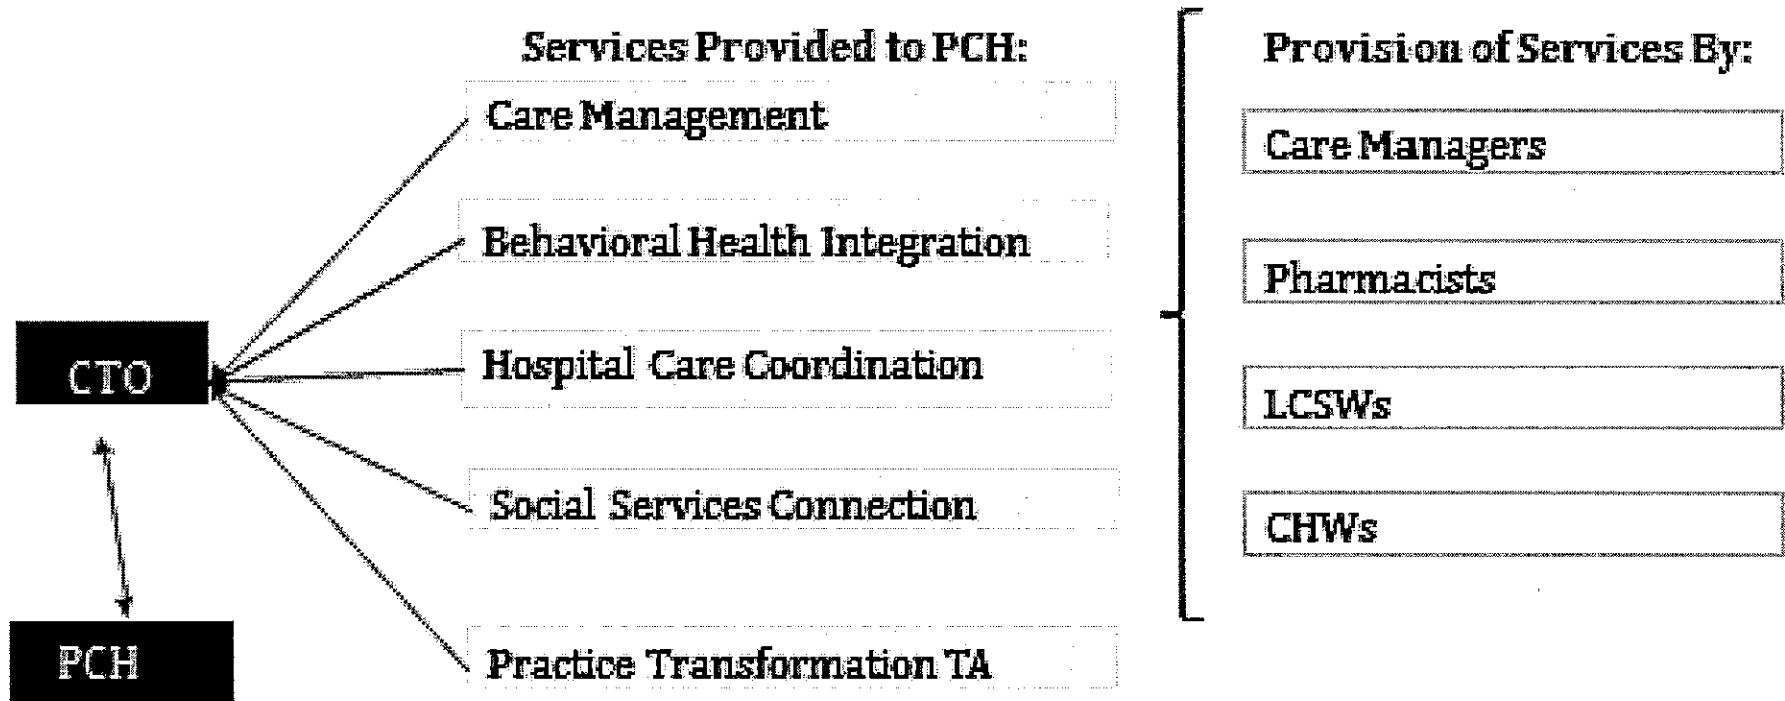 Services Provided to PCH:
Care Management
Behavioral Health Integration
Hospital Care Coordination
Social Services Connection
Practice Transformation TA
CTO
PCH
Provision of Services By:
Care Managers
Pharmacists
LCSWs
CHWs